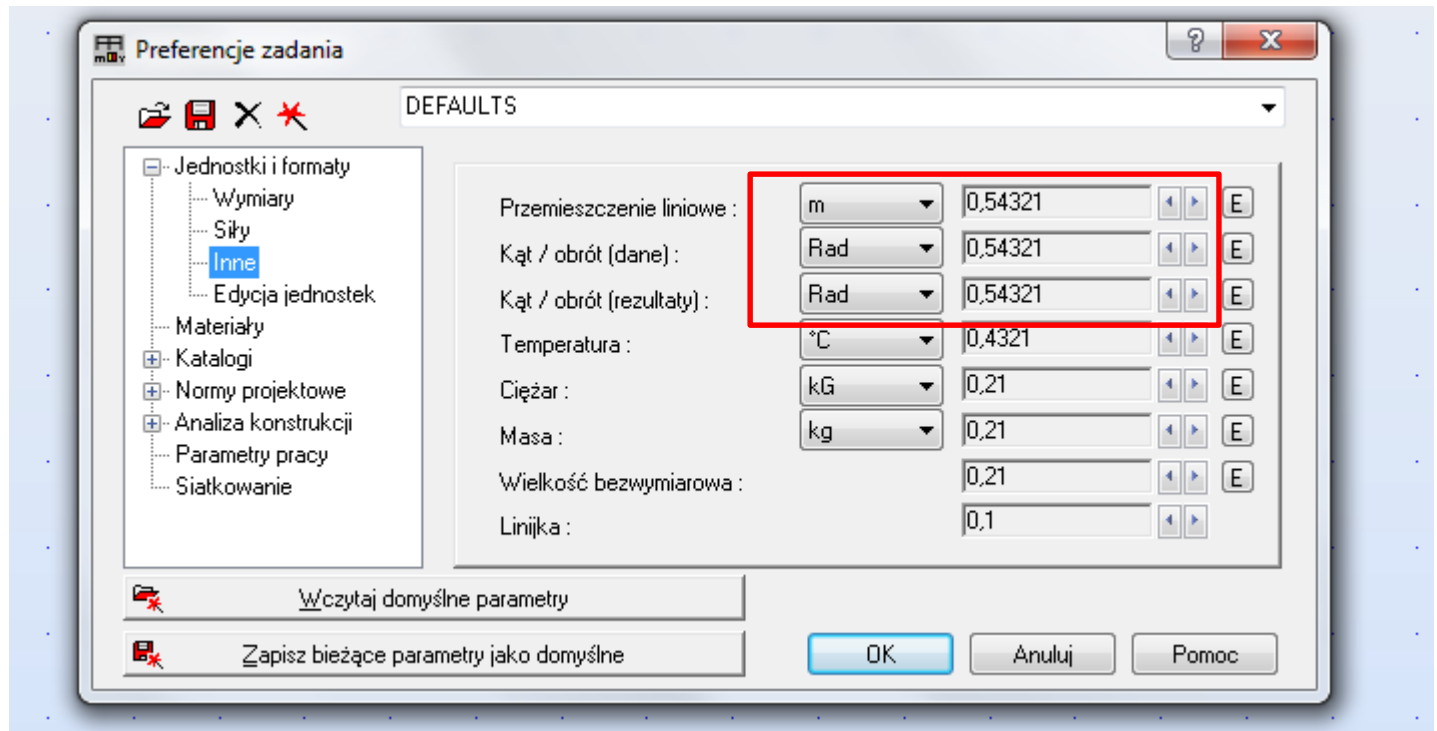 Preferencje zadania
DEFAULTS
Jednostki i formaty
Wymiary
Siły
Inne
Edycja jednostek
Materiały
Katalogi
Normy projektowe
Analiza konstrukcji
Parametry pracy
Siatkowanie
Przemieszczenie liniowe : m 0,54321 E
Kąt / obrót (dane) : Rad 0,54321 E
Kąt / obrót (rezultaty) : Rad 0,54321 E
Temperatura : °C 0,4321 E
Ciężar : kG 0,21 E
Masa : kg 0,21 E
Wielkość bezwymiarowa : 0,21 E
Linijka : 0,1
Wczytaj domyślne parametry
Zapisz bieżące parametry jako domyślne
OK Anuluj Pomoc